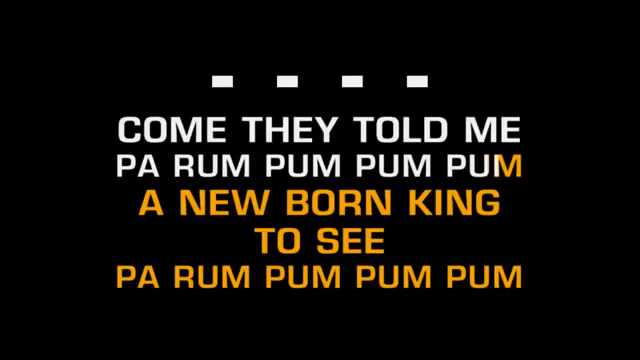 COME THEY TOLD ME
PA RUM PUM PUM PUM
A NEW BORN KING
TO SEE
PA RUM PUM PUM PUM